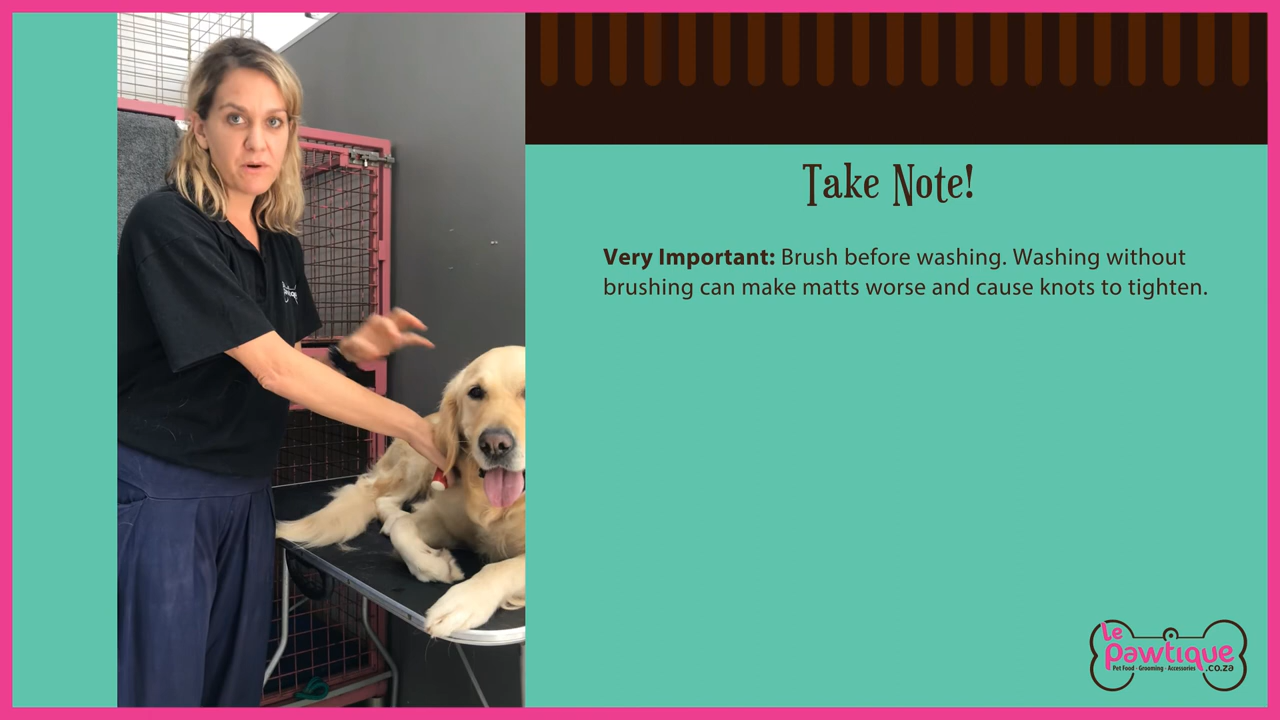 Take Note!
Very Important: Brush before washing. Washing without
brushing can make matts worse and cause knots to tighten.
Le
Pawtique
Pet Food · Grooming · Accessories .co.za